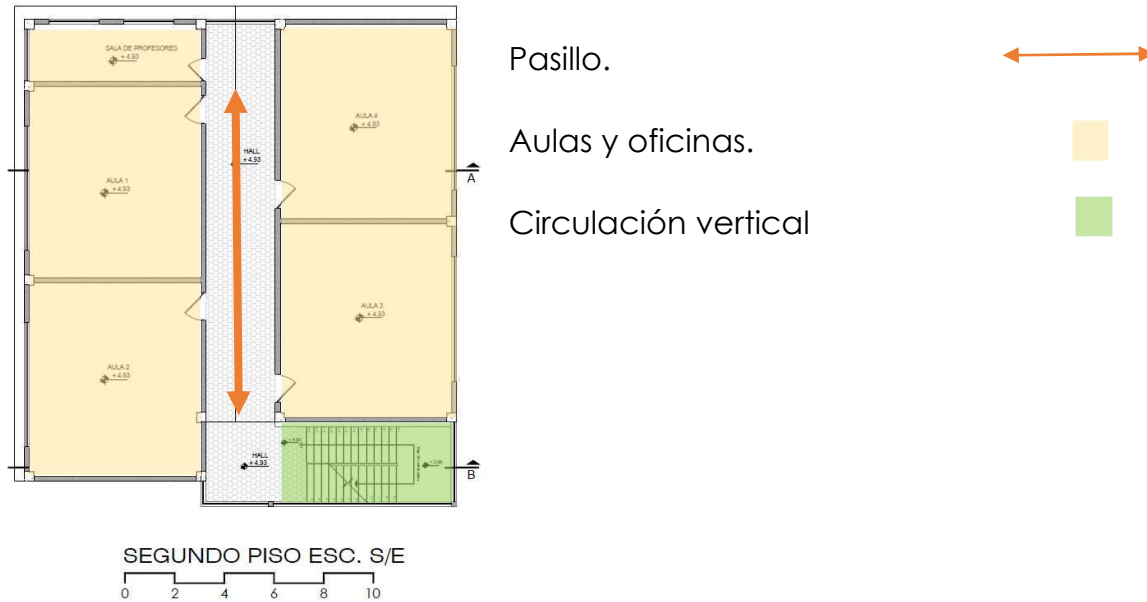 SALA DE PROFESORES
+ 4.93
AULA 4
+ 4.93
HALL
+ 4.93
AULA 1
+ 4.93
A
AULA 3
+ 4.93
AULA 2
+ 4.93
HALL
+ 4.93
B
SEGUNDO PISO ESC. S/E
0 2 4 6 8 10
Pasillo.
Aulas y oficinas.
Circulación vertical